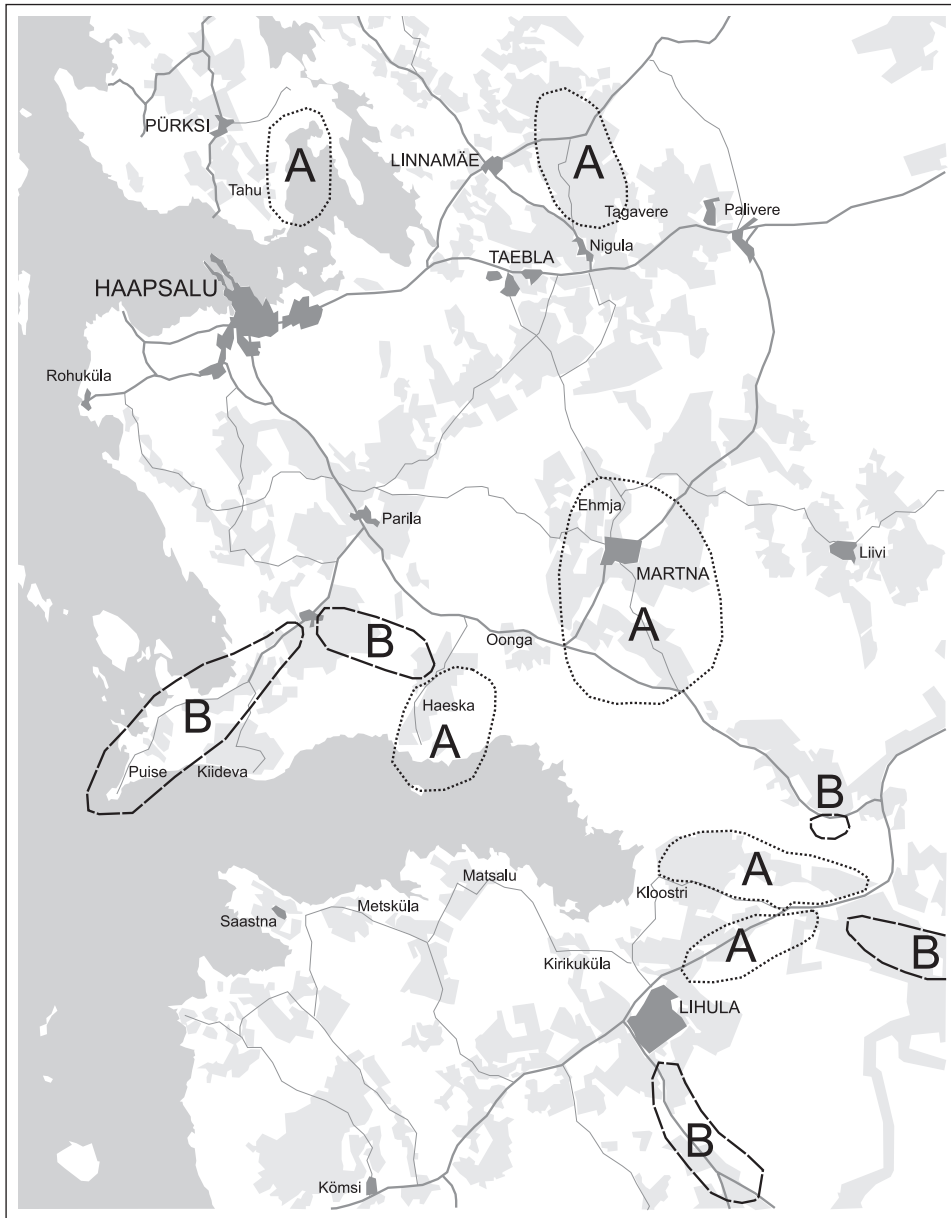 PÜRKSI
A
LINNAMÄE
A
Tahu
Tagavere
Palivere
Nigula
TAEBLA
HAAPSALU
Rohuküla
Ehmja
Parila
Liivi
MARTNA
A
B
Oonga
B
Haeska
A
Puise
Kiideva
B
A
Matsalu
Kloostri
Metsküla
Saastna
A
B
Kirikuküla
LIHULA
B
Kömsi